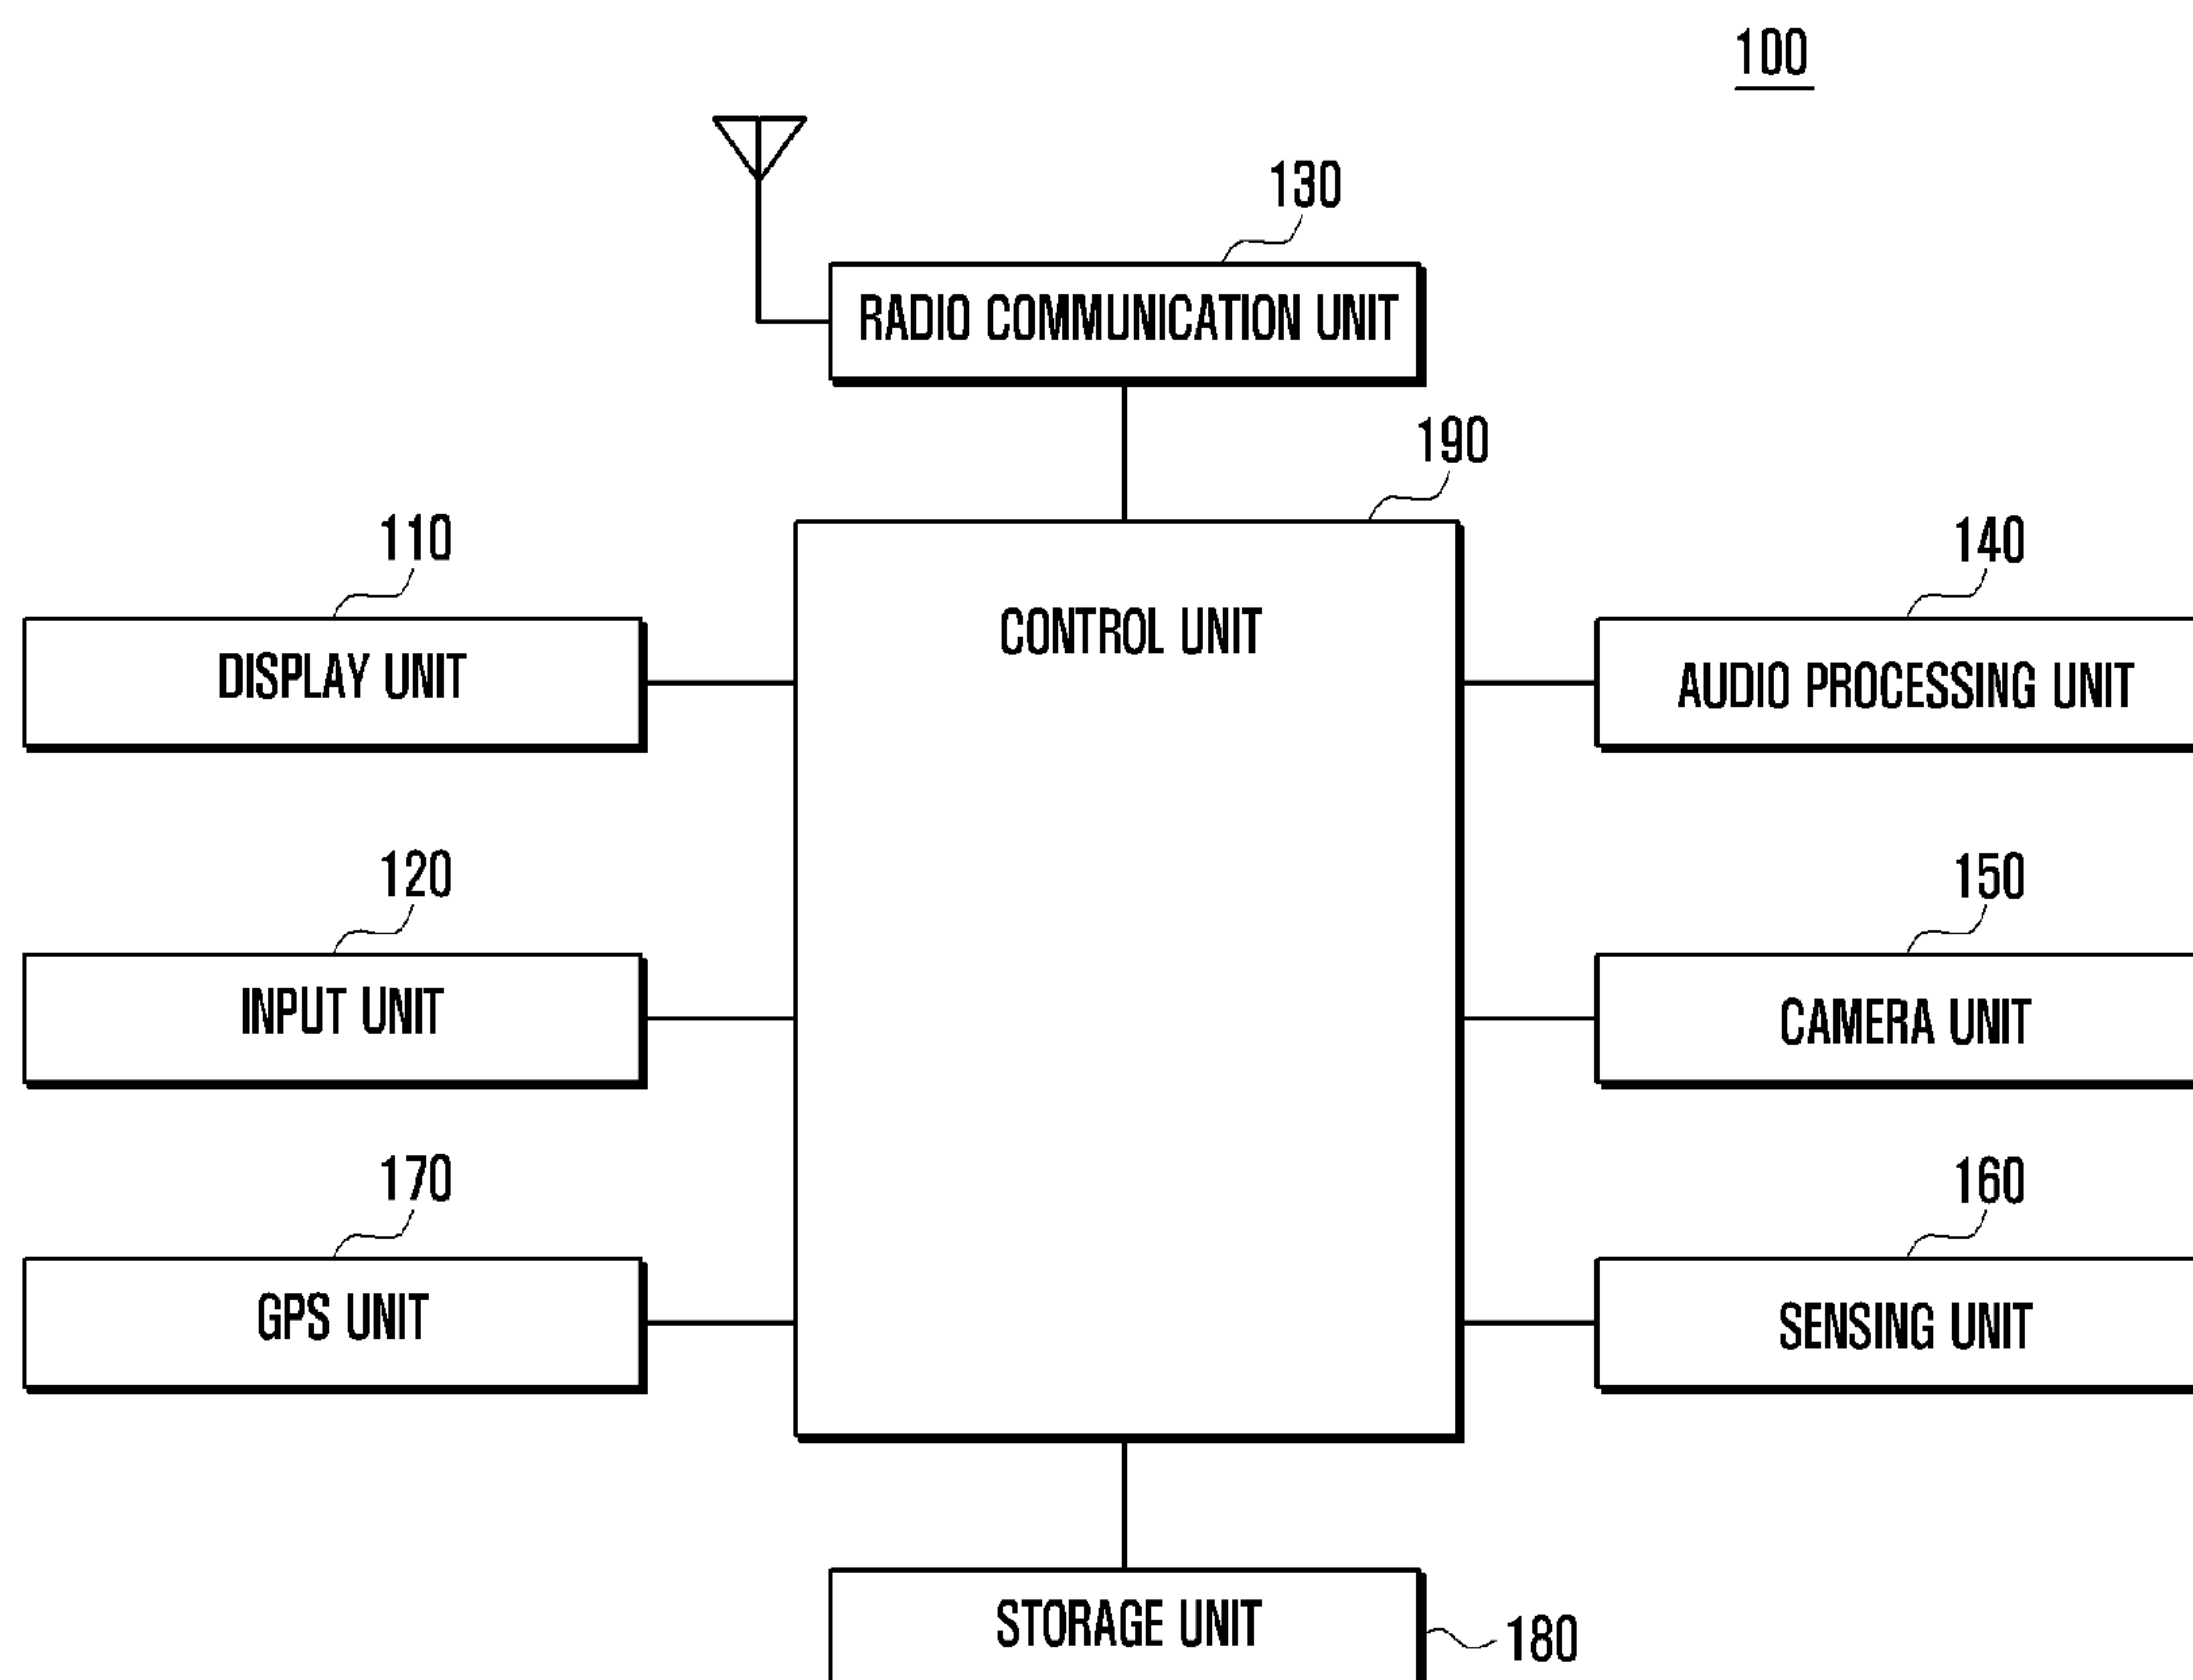 100
130
RADIO COMMUNICATION UNIT
190
CONTROL UNIT
110
DISPLAY UNIT
140
AUDIO PROCESSING UNIT
120
INPUT UNIT
150
CAMERA UNIT
170
GPS UNIT
160
SENSING UNIT
STORAGE UNIT
180